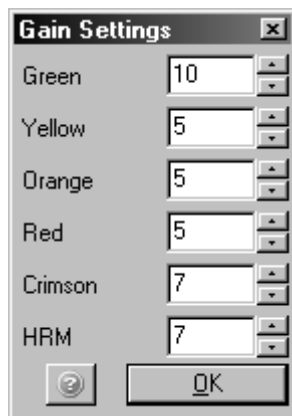 Gain Settings
Green 10
Yellow 5
Orange 5
Red 5
Crimson 7
HRM 7
? OK